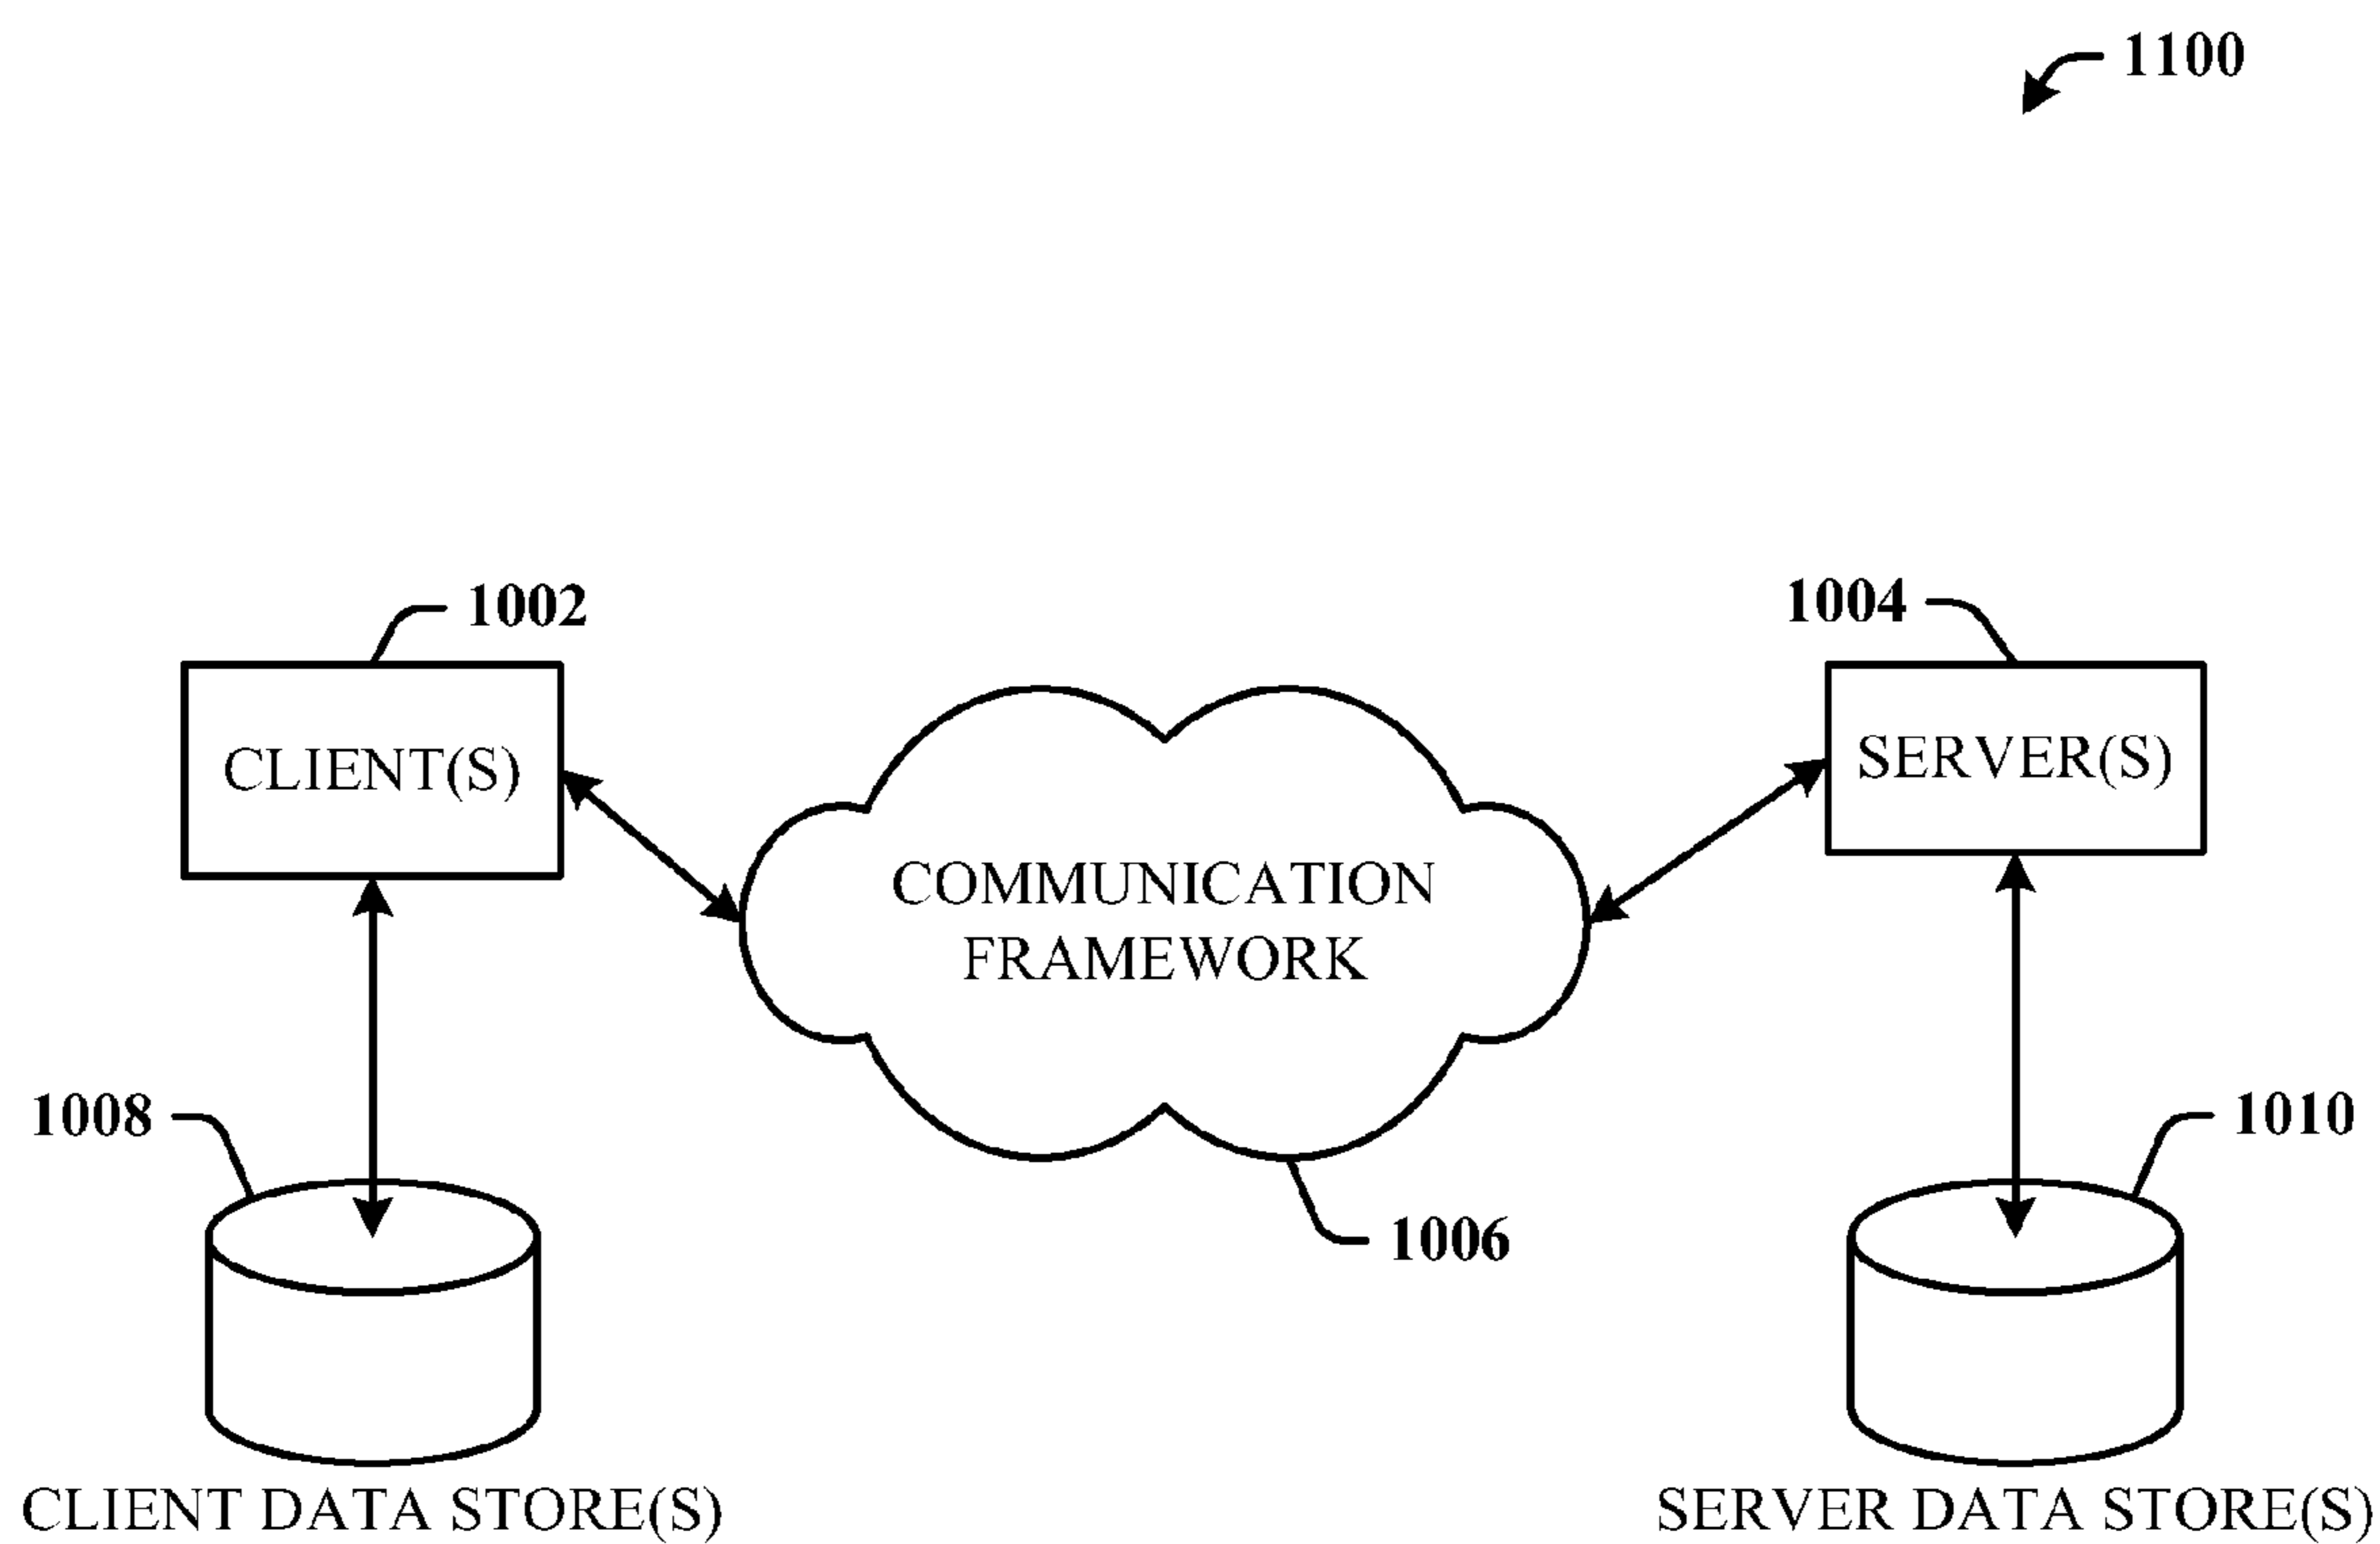 1100
1002
1004
CLIENT(S)
SERVER(S)
COMMUNICATION
FRAMEWORK
1008
1010
1006
CLIENT DATA STORE(S)
SERVER DATA STORE(S)